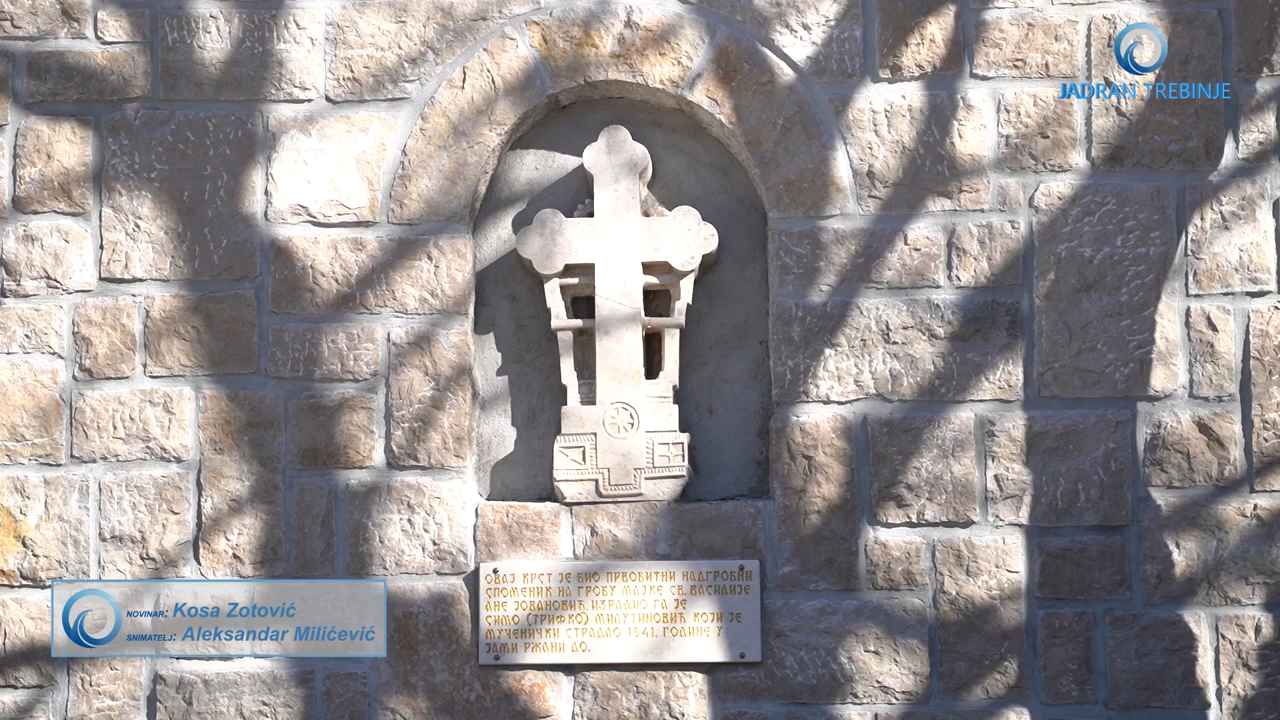 JADRAN TREBINJE
ОВАЈ КРСТ ЈЕ БИО ПРВОБИТНИ НАДГРОБНИ
СПОМЕНИК НА ГРОБУ МАЈКЕ СВ. ВАСИЛИЈЕ
АНЕ ЈОВАНОВИЋ. ИЗРАДИО ГА ЈЕ
СИМО (ТРИФКО) МИЛУТИНОВИЋ КОЈИ ЈЕ
МУЧЕНИЧКИ СТРАДАО 1941. ГОДИНЕ У
ЈАМИ РЖАНИ ДО.
NOVINAR: Kosa Zotović
SNIMATELJ: Aleksandar Milićević